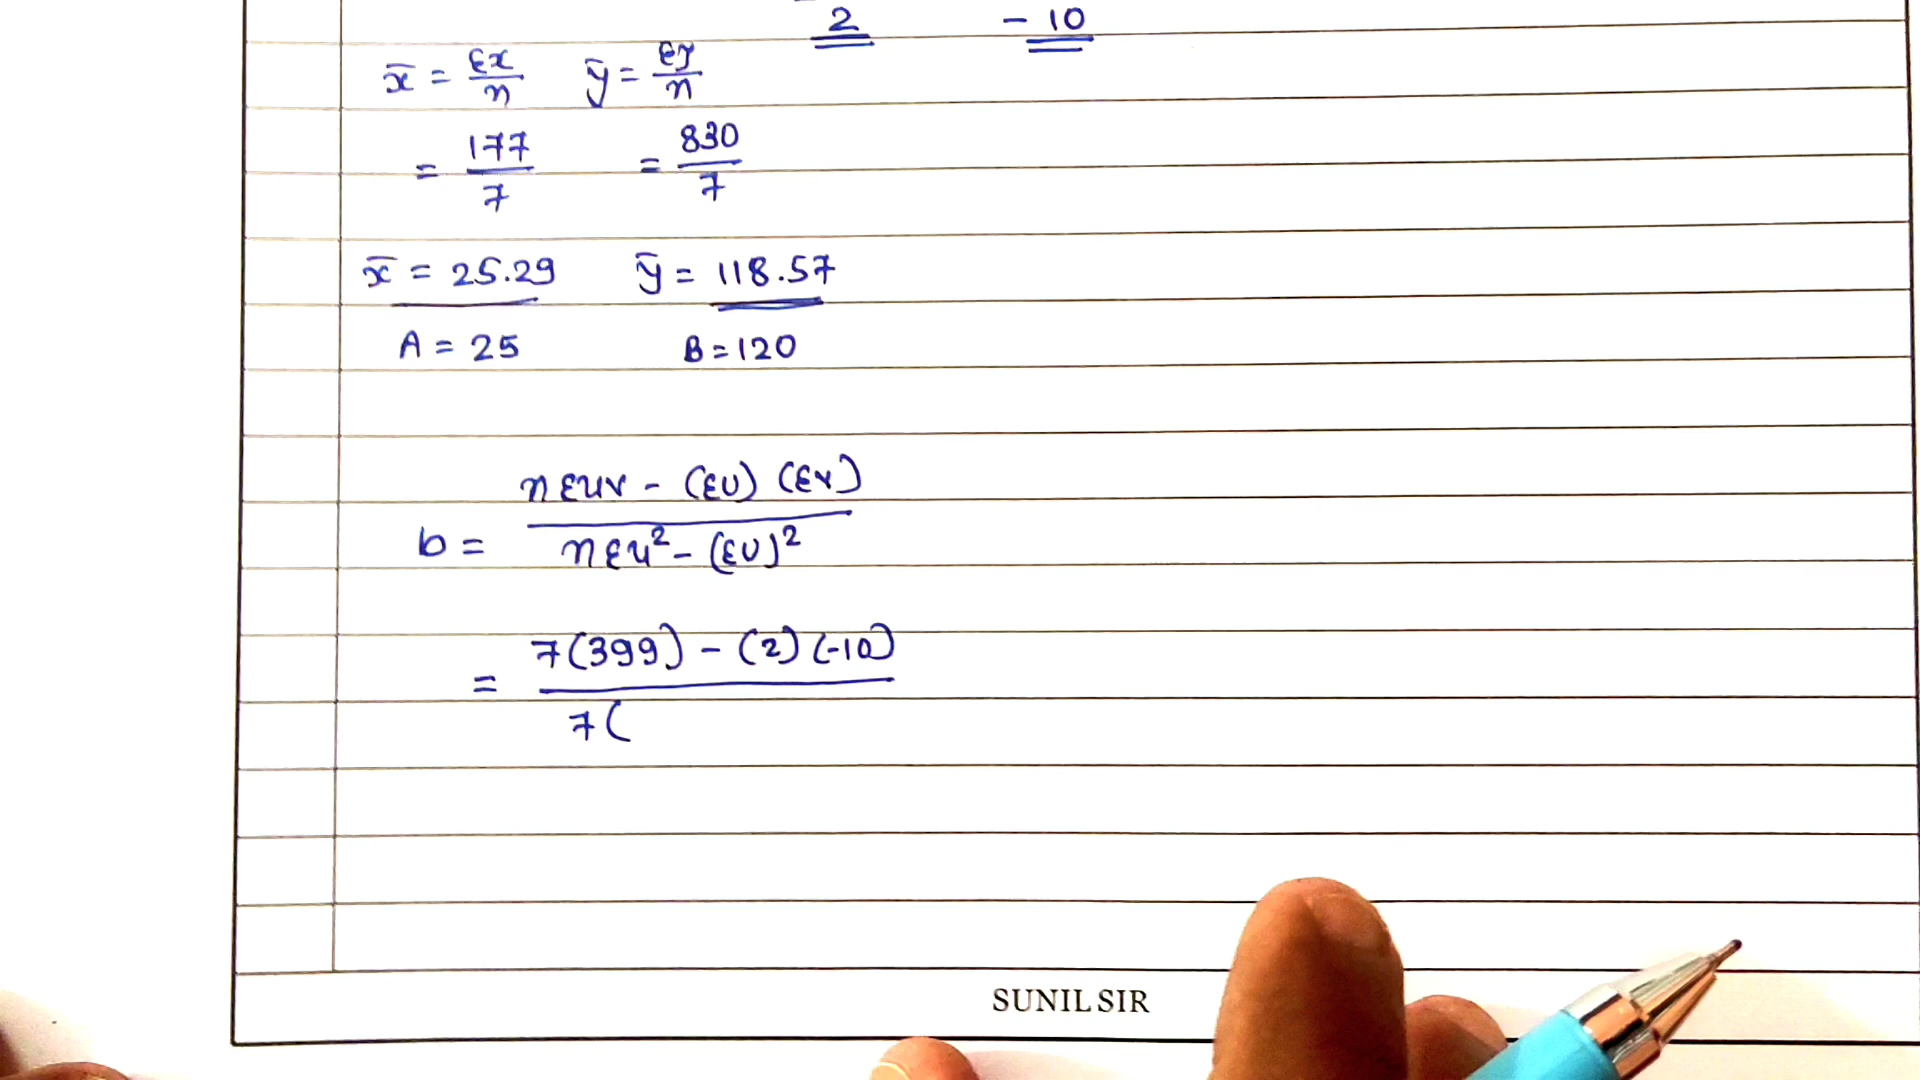 2 - 10
x̄ = Σx/n ȳ = Σy/n
= 177/7 = 830/7
x̄ = 25.29 ȳ = 118.57
A = 25 B = 120
b = nΣuv - (Σu) (Σv) / nΣu² - (Σu)²
= 7(399) - (2) (-10) / 7(
SUNIL SIR